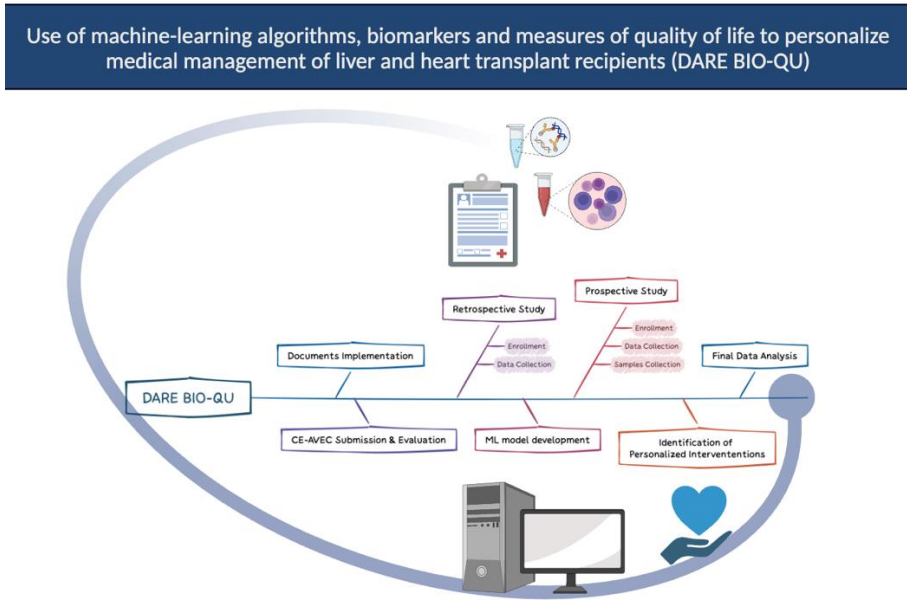 Use of machine-learning algorithms, biomarkers and measures of quality of life to personalize
medical management of liver and heart transplant recipients (DARE BIO-QU)
Prospective Study
Retrospective Study
Enrollment
Enrollment
Documents Implementation
Data Collection
Final Data Analysis
Data Collection
Samples Collection
DARE BIO-QU
CE-AVEC Submission & Evaluation
ML model development
Identification of
Personalized Intervententions